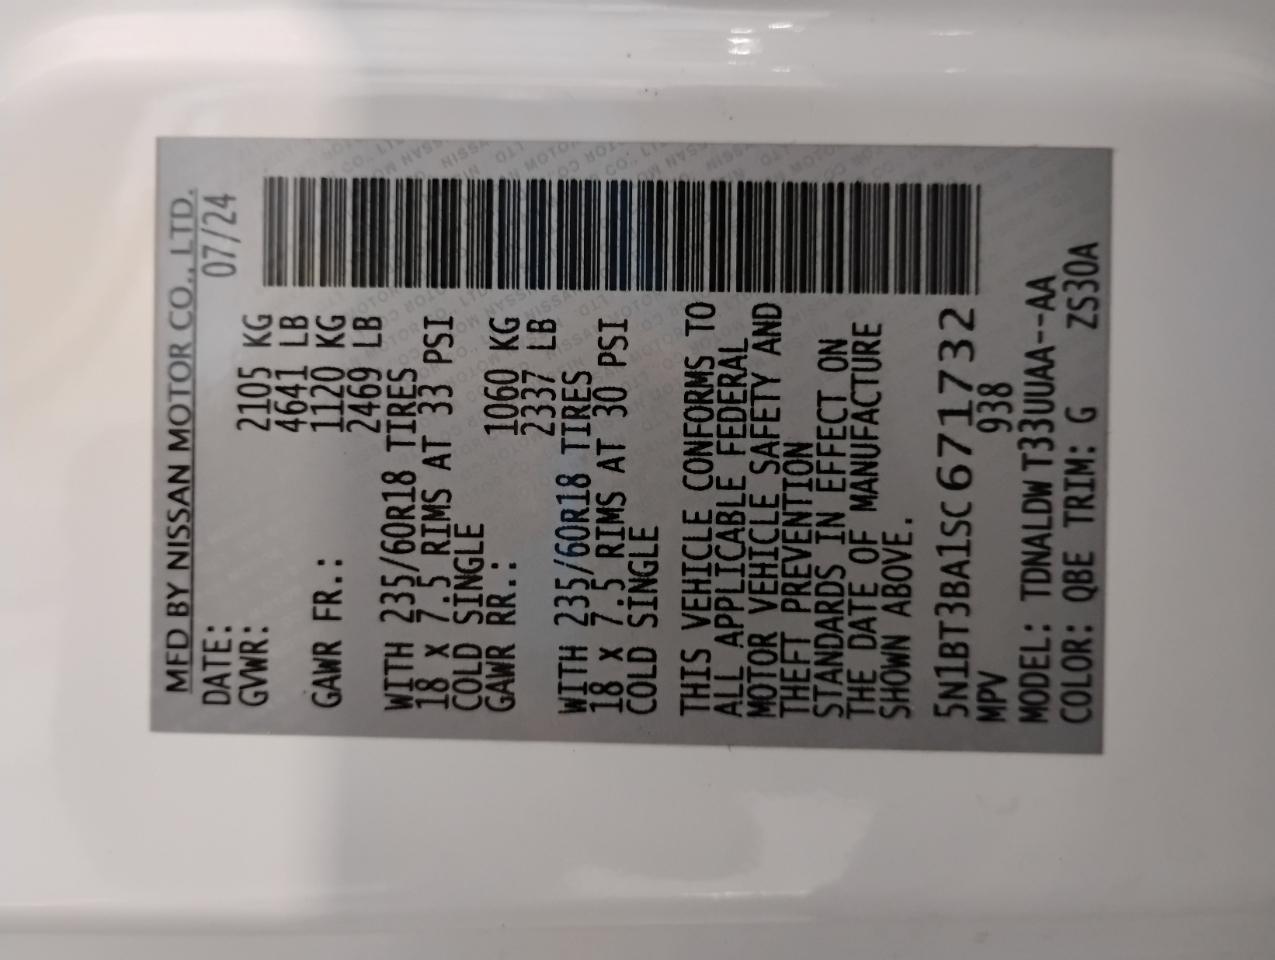 MFD BY NISSAN MOTOR CO., LTD.
DATE: 07/24
GVWR: 2105 KG
4641 LB
GAWR FR.: 1120 KG
2469 LB
WITH 235/60R18 TIRES
18 X 7.5 RIMS AT 33 PSI
COLD SINGLE
GAWR RR.: 1060 KG
2337 LB
WITH 235/60R18 TIRES
18 X 7.5 RIMS AT 30 PSI
COLD SINGLE
THIS VEHICLE CONFORMS TO
ALL APPLICABLE FEDERAL
MOTOR VEHICLE SAFETY AND
THEFT PREVENTION
STANDARDS IN EFFECT ON
THE DATE OF MANUFACTURE
SHOWN ABOVE.
5N1BT3BA1SC671732
MPV 938
MODEL: TDNALDW T33UUAA--AA
COLOR: QBE TRIM: G ZS30A